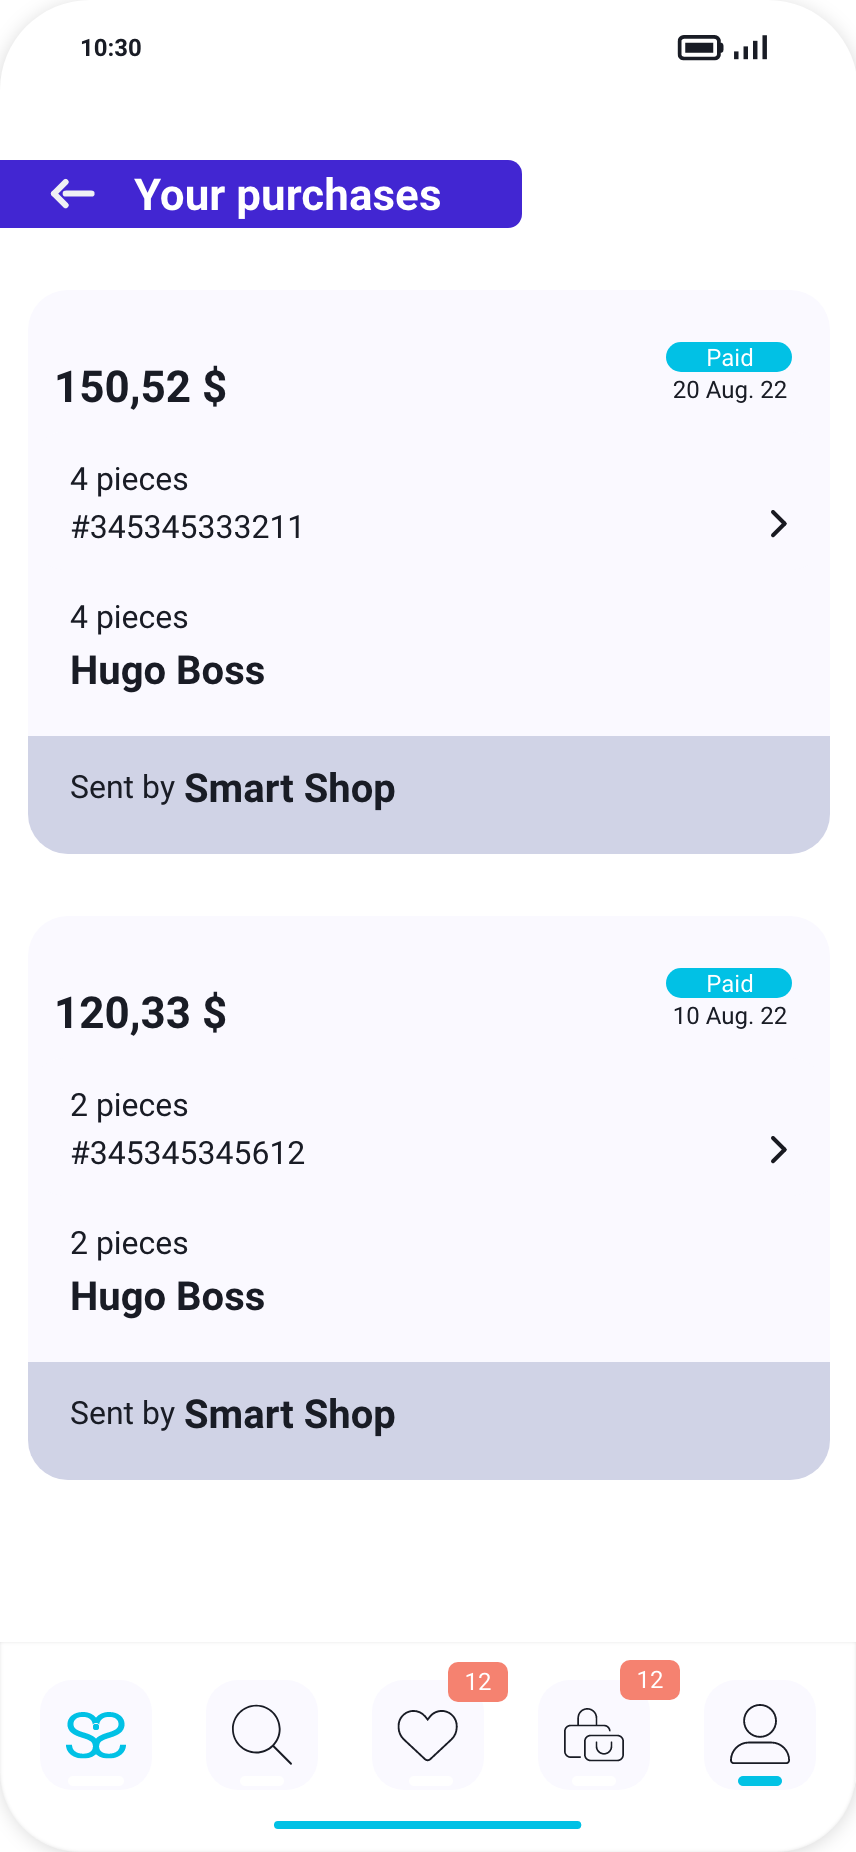 10:30
Your purchases
Paid
150,52 $
20 Aug. 22
4 pieces
#345345333211
4 pieces
Hugo Boss
Sent by Smart Shop
Paid
120,33 $
10 Aug. 22
2 pieces
#345345345612
2 pieces
Hugo Boss
Sent by Smart Shop
12
12